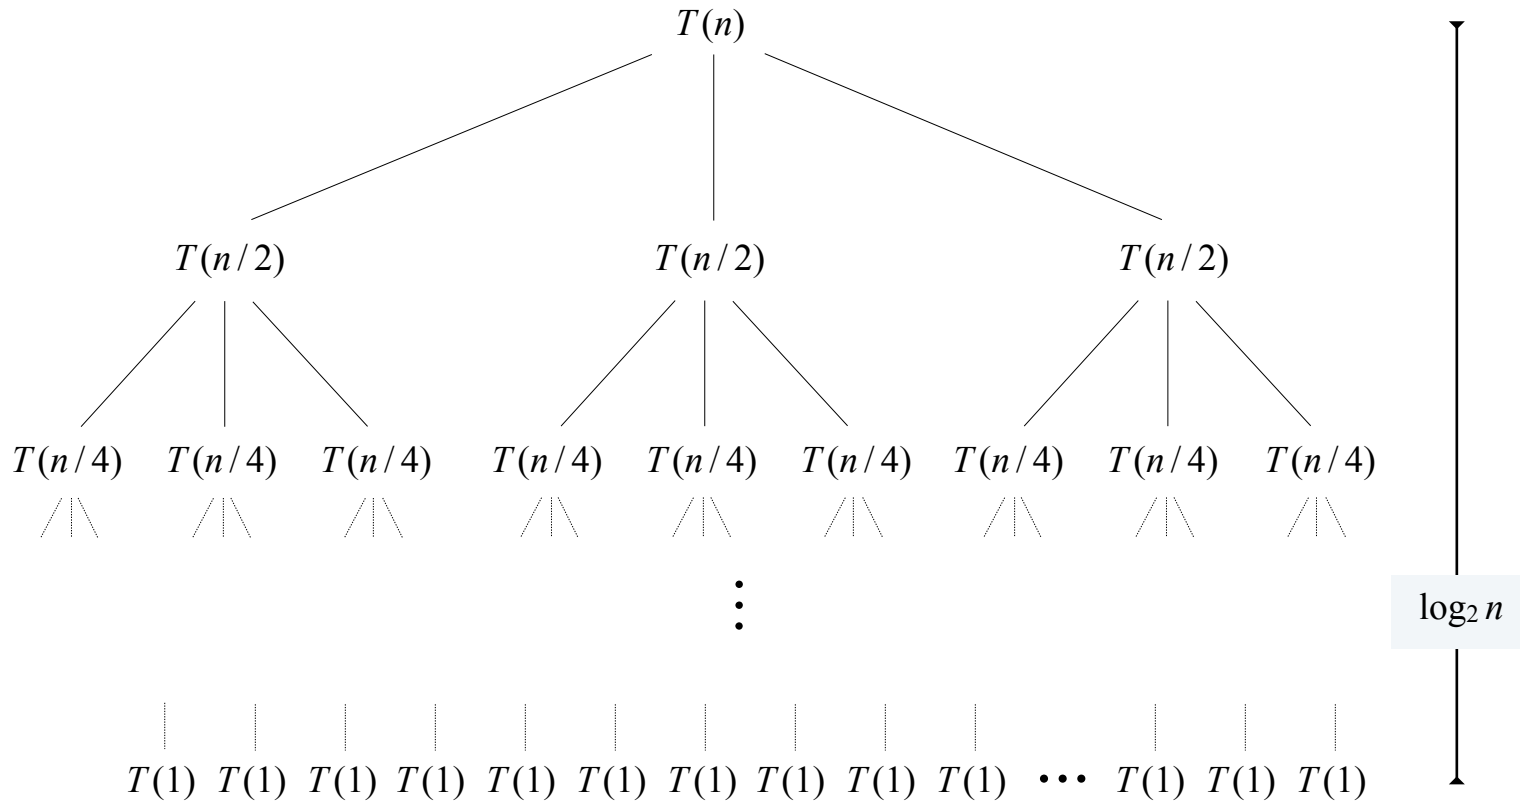 T(n)
T(n/2) T(n/2) T(n/2)
T(n/4) T(n/4) T(n/4) T(n/4) T(n/4) T(n/4) T(n/4) T(n/4) T(n/4)
⋮
log₂ n
T(1) T(1) T(1) T(1) T(1) T(1) T(1) T(1) T(1) T(1) ⋯ T(1) T(1) T(1)